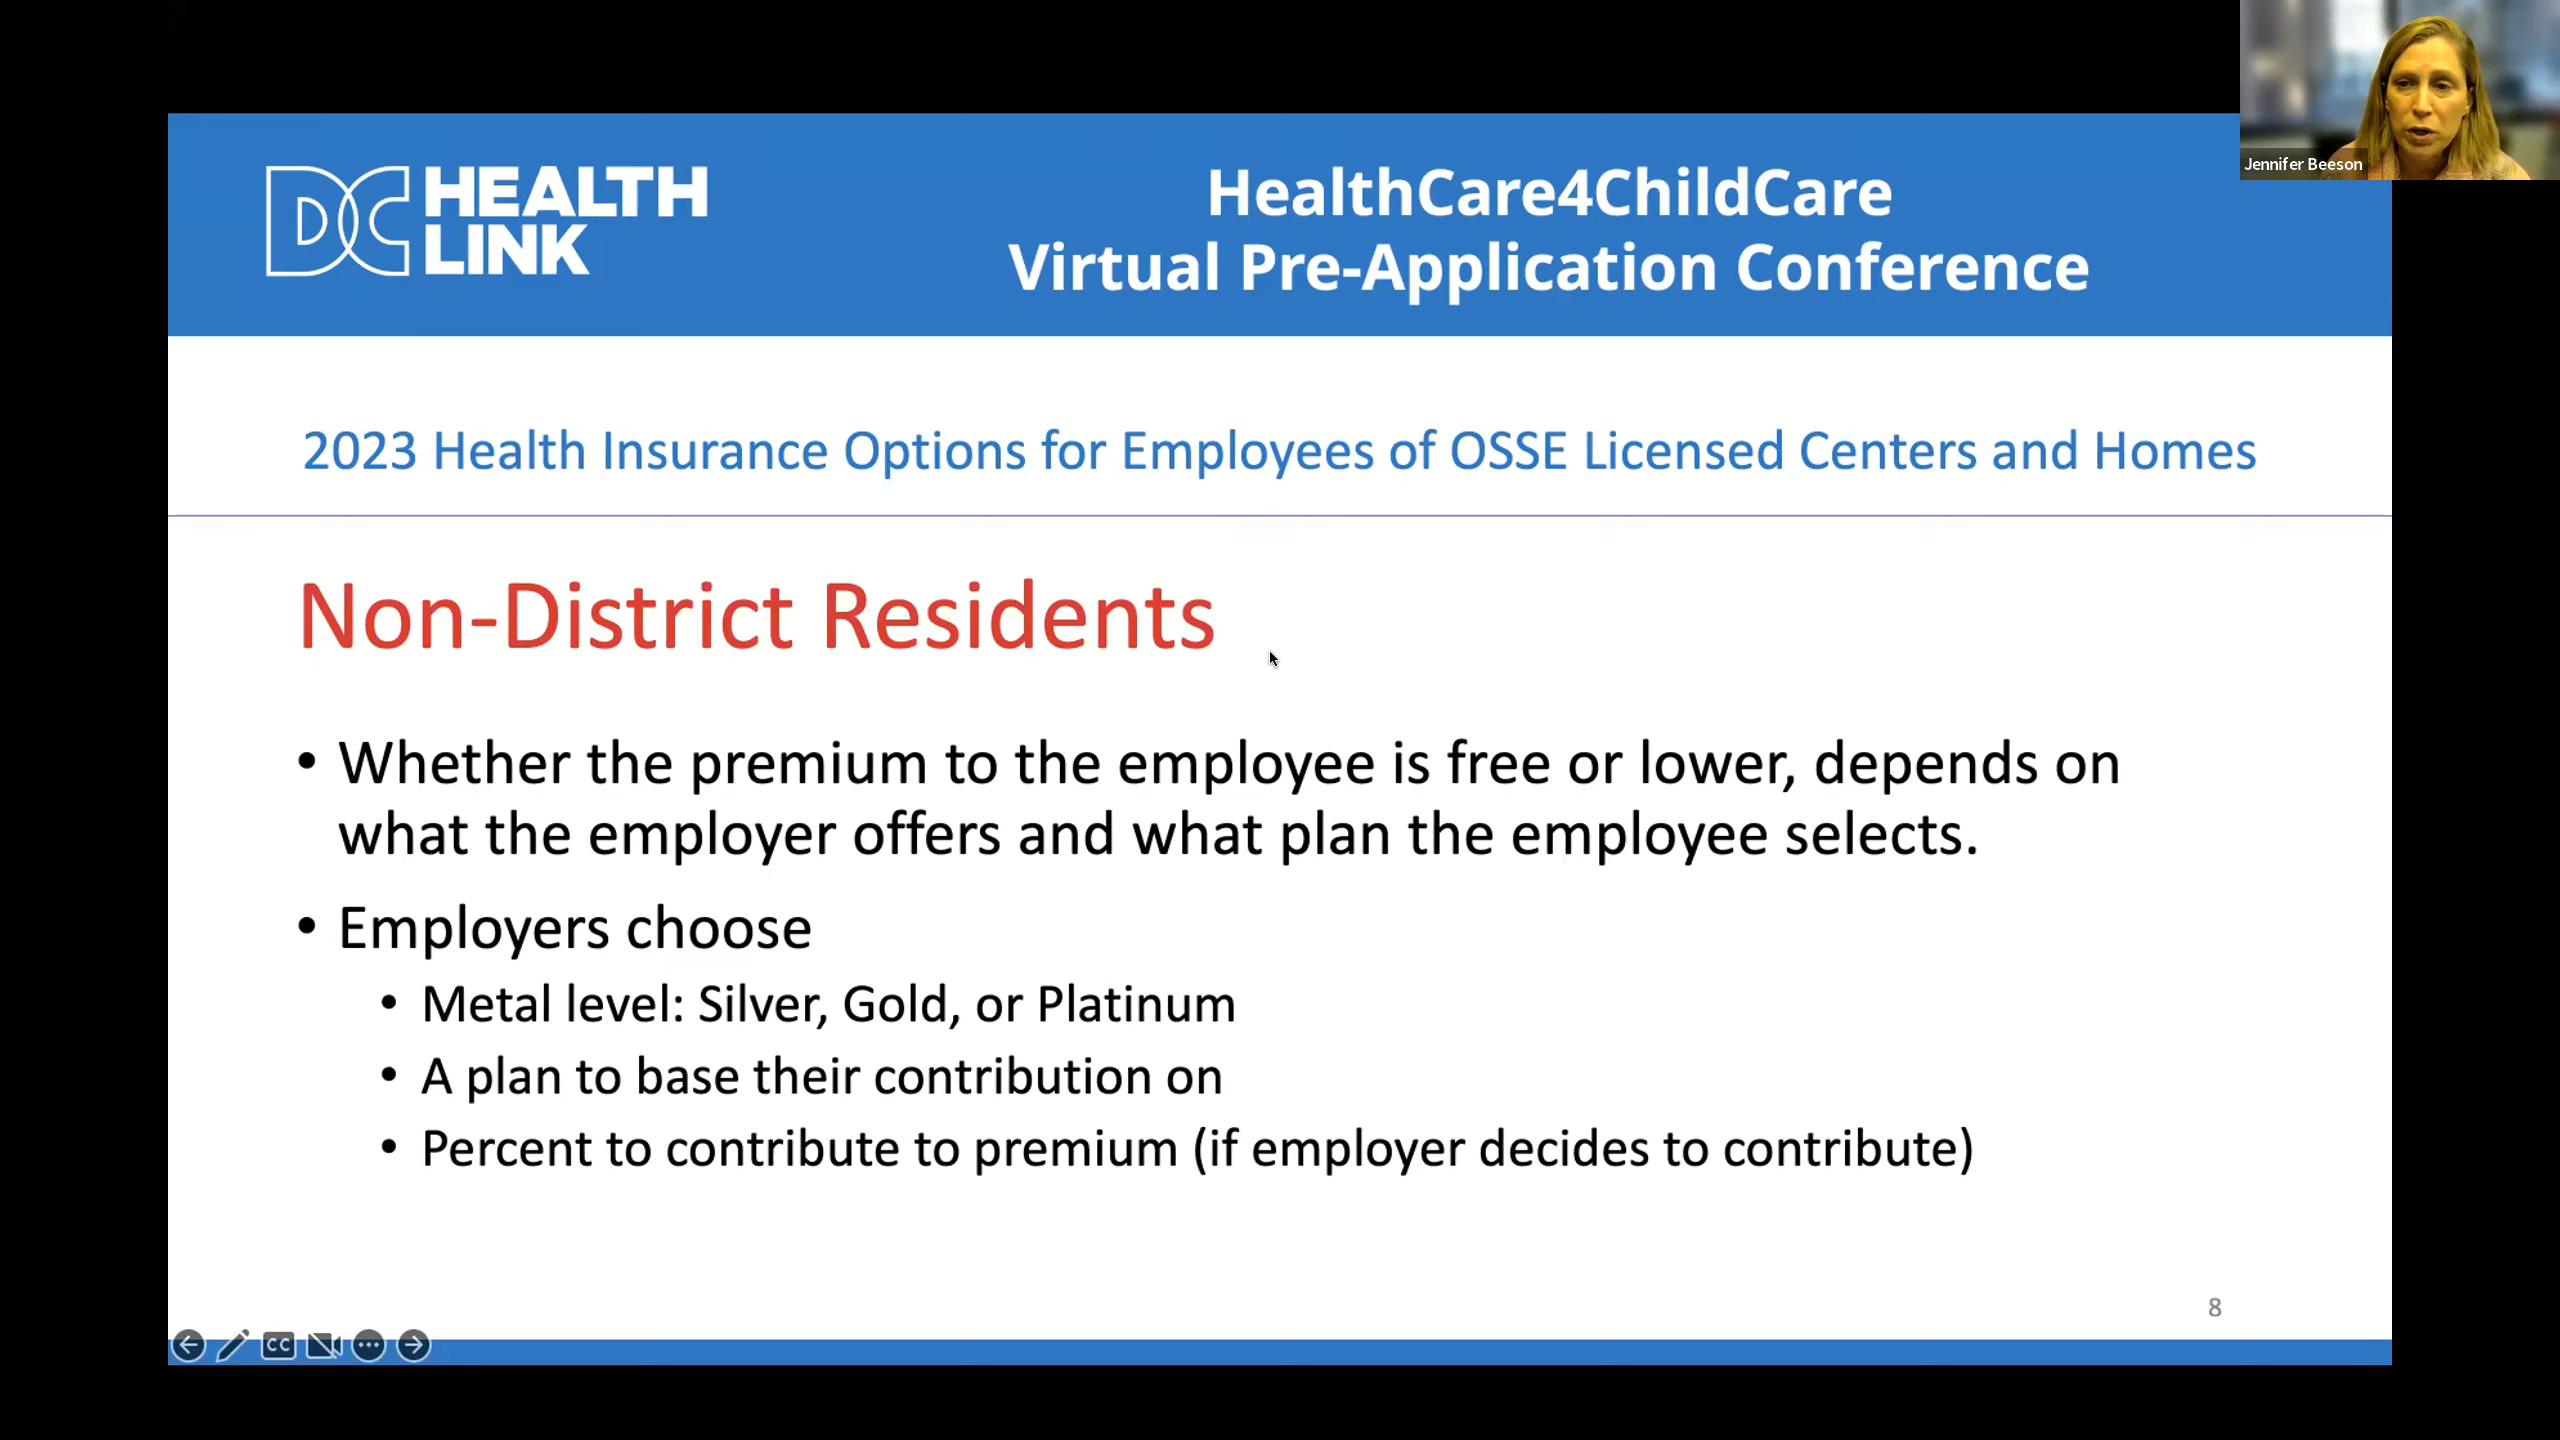 DC HEALTH LINK
HealthCare4ChildCare
Virtual Pre-Application Conference
Jennifer Beeson
2023 Health Insurance Options for Employees of OSSE Licensed Centers and Homes
Non-District Residents
• Whether the premium to the employee is free or lower, depends on
what the employer offers and what plan the employee selects.
• Employers choose
• Metal level: Silver, Gold, or Platinum
• A plan to base their contribution on
• Percent to contribute to premium (if employer decides to contribute)
8
CC